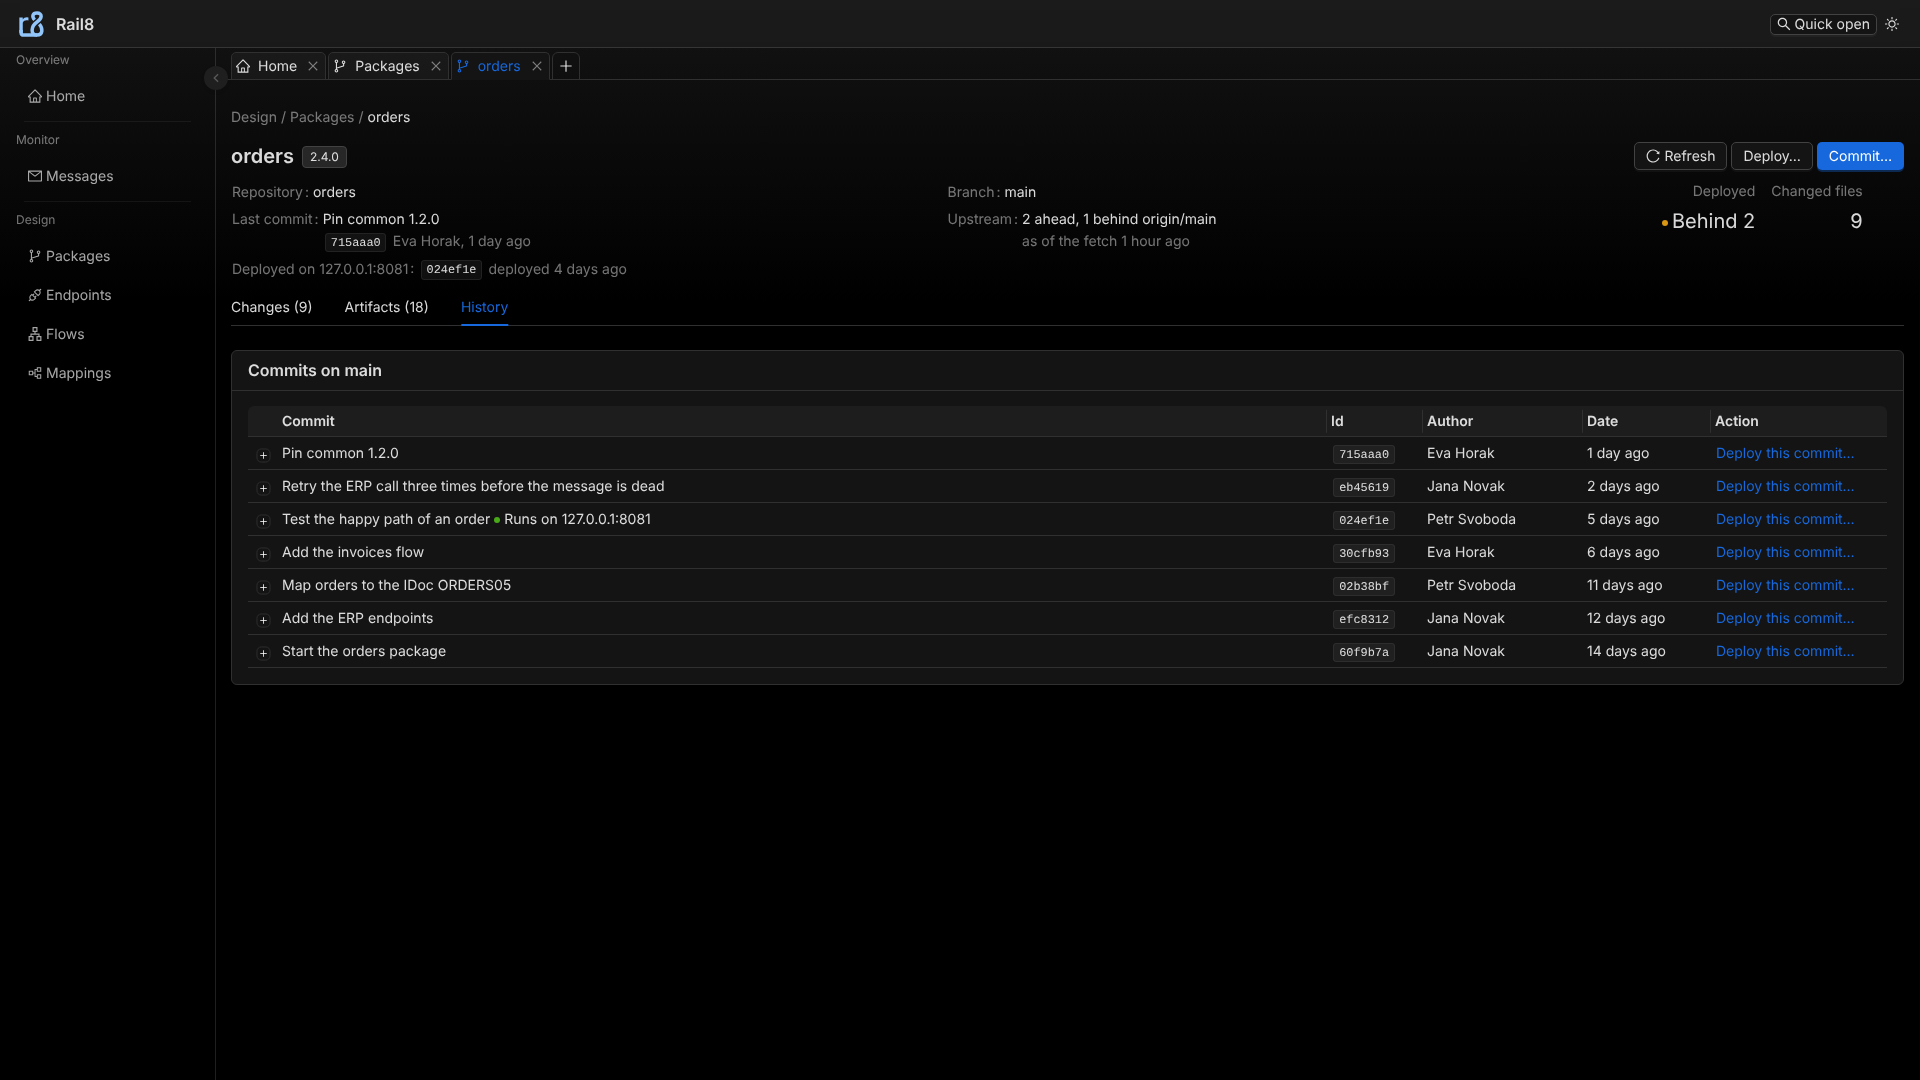 r8 Rail8
Quick open
Overview
Home
Monitor
Messages
Design
Packages
Endpoints
Flows
Mappings
Home
Packages
orders
Design / Packages / orders
orders 2.4.0
Refresh
Deploy...
Commit...
Repository: orders
Branch: main
Deployed
Changed files
Last commit: Pin common 1.2.0
Upstream: 2 ahead, 1 behind origin/main
Behind 2
9
715aaa0 Eva Horak, 1 day ago
as of the fetch 1 hour ago
Deployed on 127.0.0.1:8081: 024ef1e deployed 4 days ago
Changes (9)
Artifacts (18)
History
Commits on main
Commit Id Author Date Action
Pin common 1.2.0 715aaa0 Eva Horak 1 day ago Deploy this commit...
Retry the ERP call three times before the message is dead eb45619 Jana Novak 2 days ago Deploy this commit...
Test the happy path of an order Runs on 127.0.0.1:8081 024ef1e Petr Svoboda 5 days ago Deploy this commit...
Add the invoices flow 30cfb93 Eva Horak 6 days ago Deploy this commit...
Map orders to the IDoc ORDERS05 02b38bf Petr Svoboda 11 days ago Deploy this commit...
Add the ERP endpoints efc8312 Jana Novak 12 days ago Deploy this commit...
Start the orders package 60f9b7a Jana Novak 14 days ago Deploy this commit...